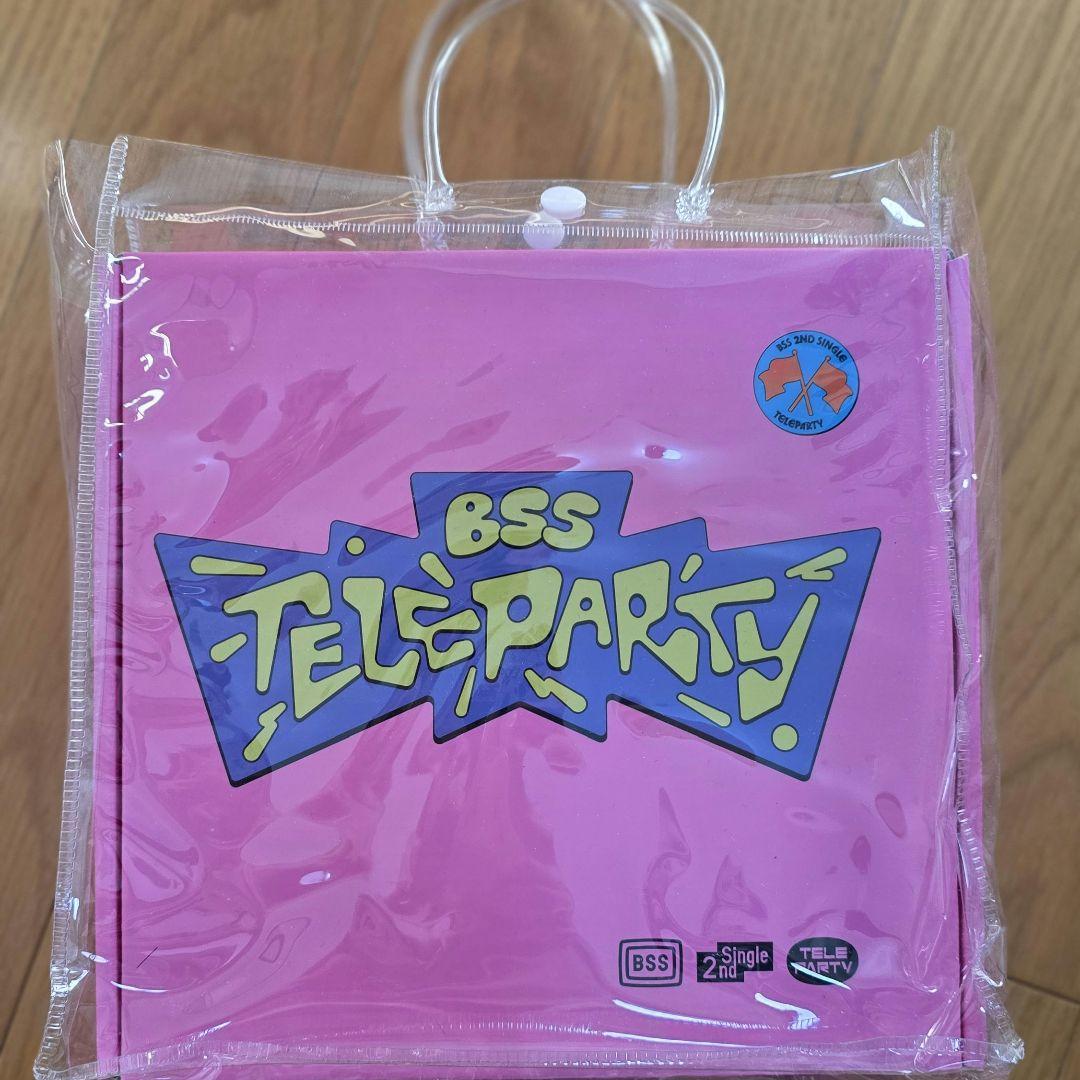 BSS 2ND SINGLE
TELEPARTY
BSS
TELEPARTY
BSS
2nd Single
TELE
PARTY